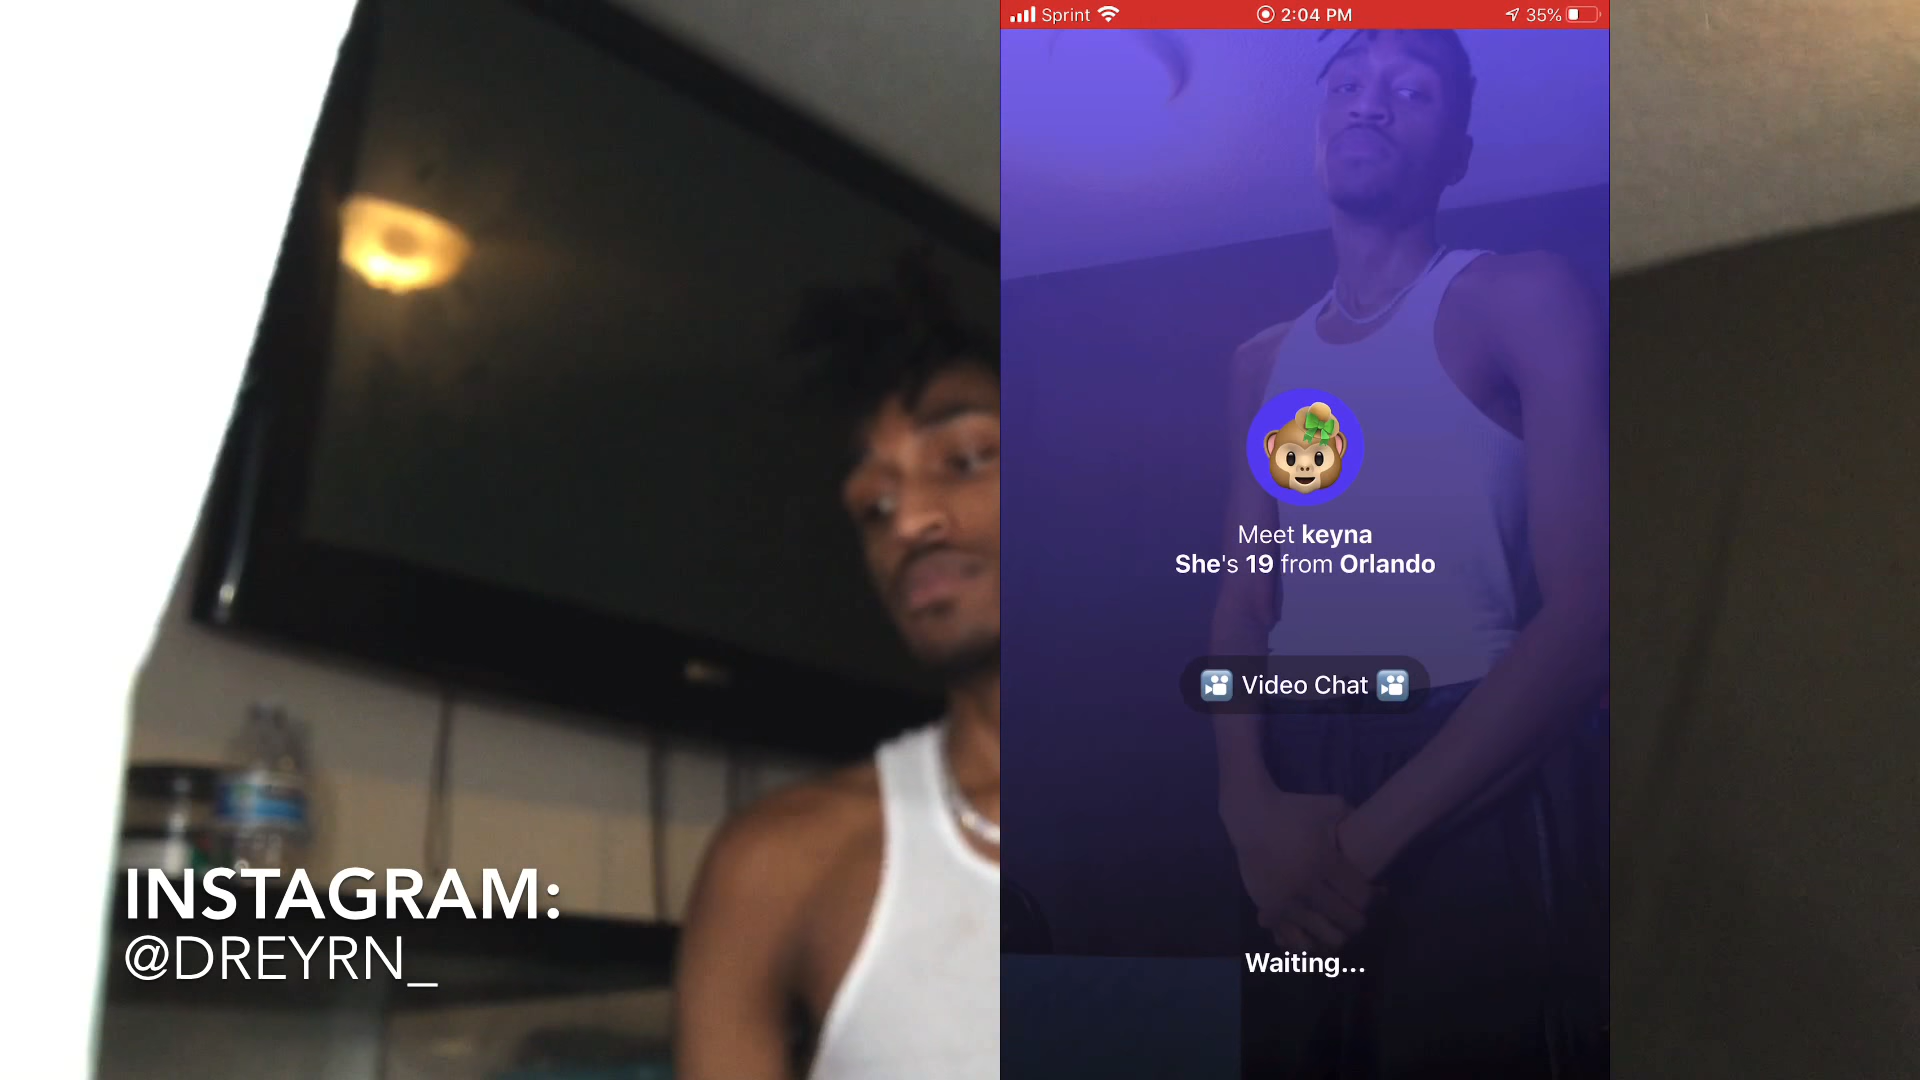 Sprint 2:04 PM 35%
Meet keyna
She's 19 from Orlando
Video Chat
Waiting...
INSTAGRAM:
@DREYRN_